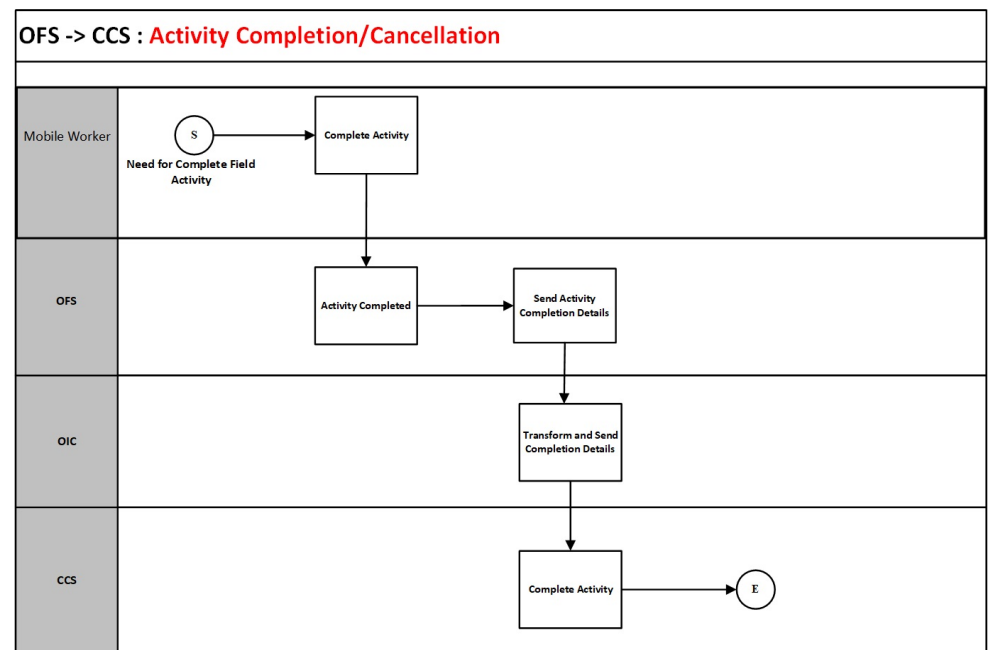 OFS -> CCS : Activity Completion/Cancellation
Mobile Worker
S
Need for Complete Field
Activity
Complete Activity
OFS
Activity Completed
Send Activity
Completion Details
OIC
Transform and Send
Completion Details
CCS
Complete Activity
E